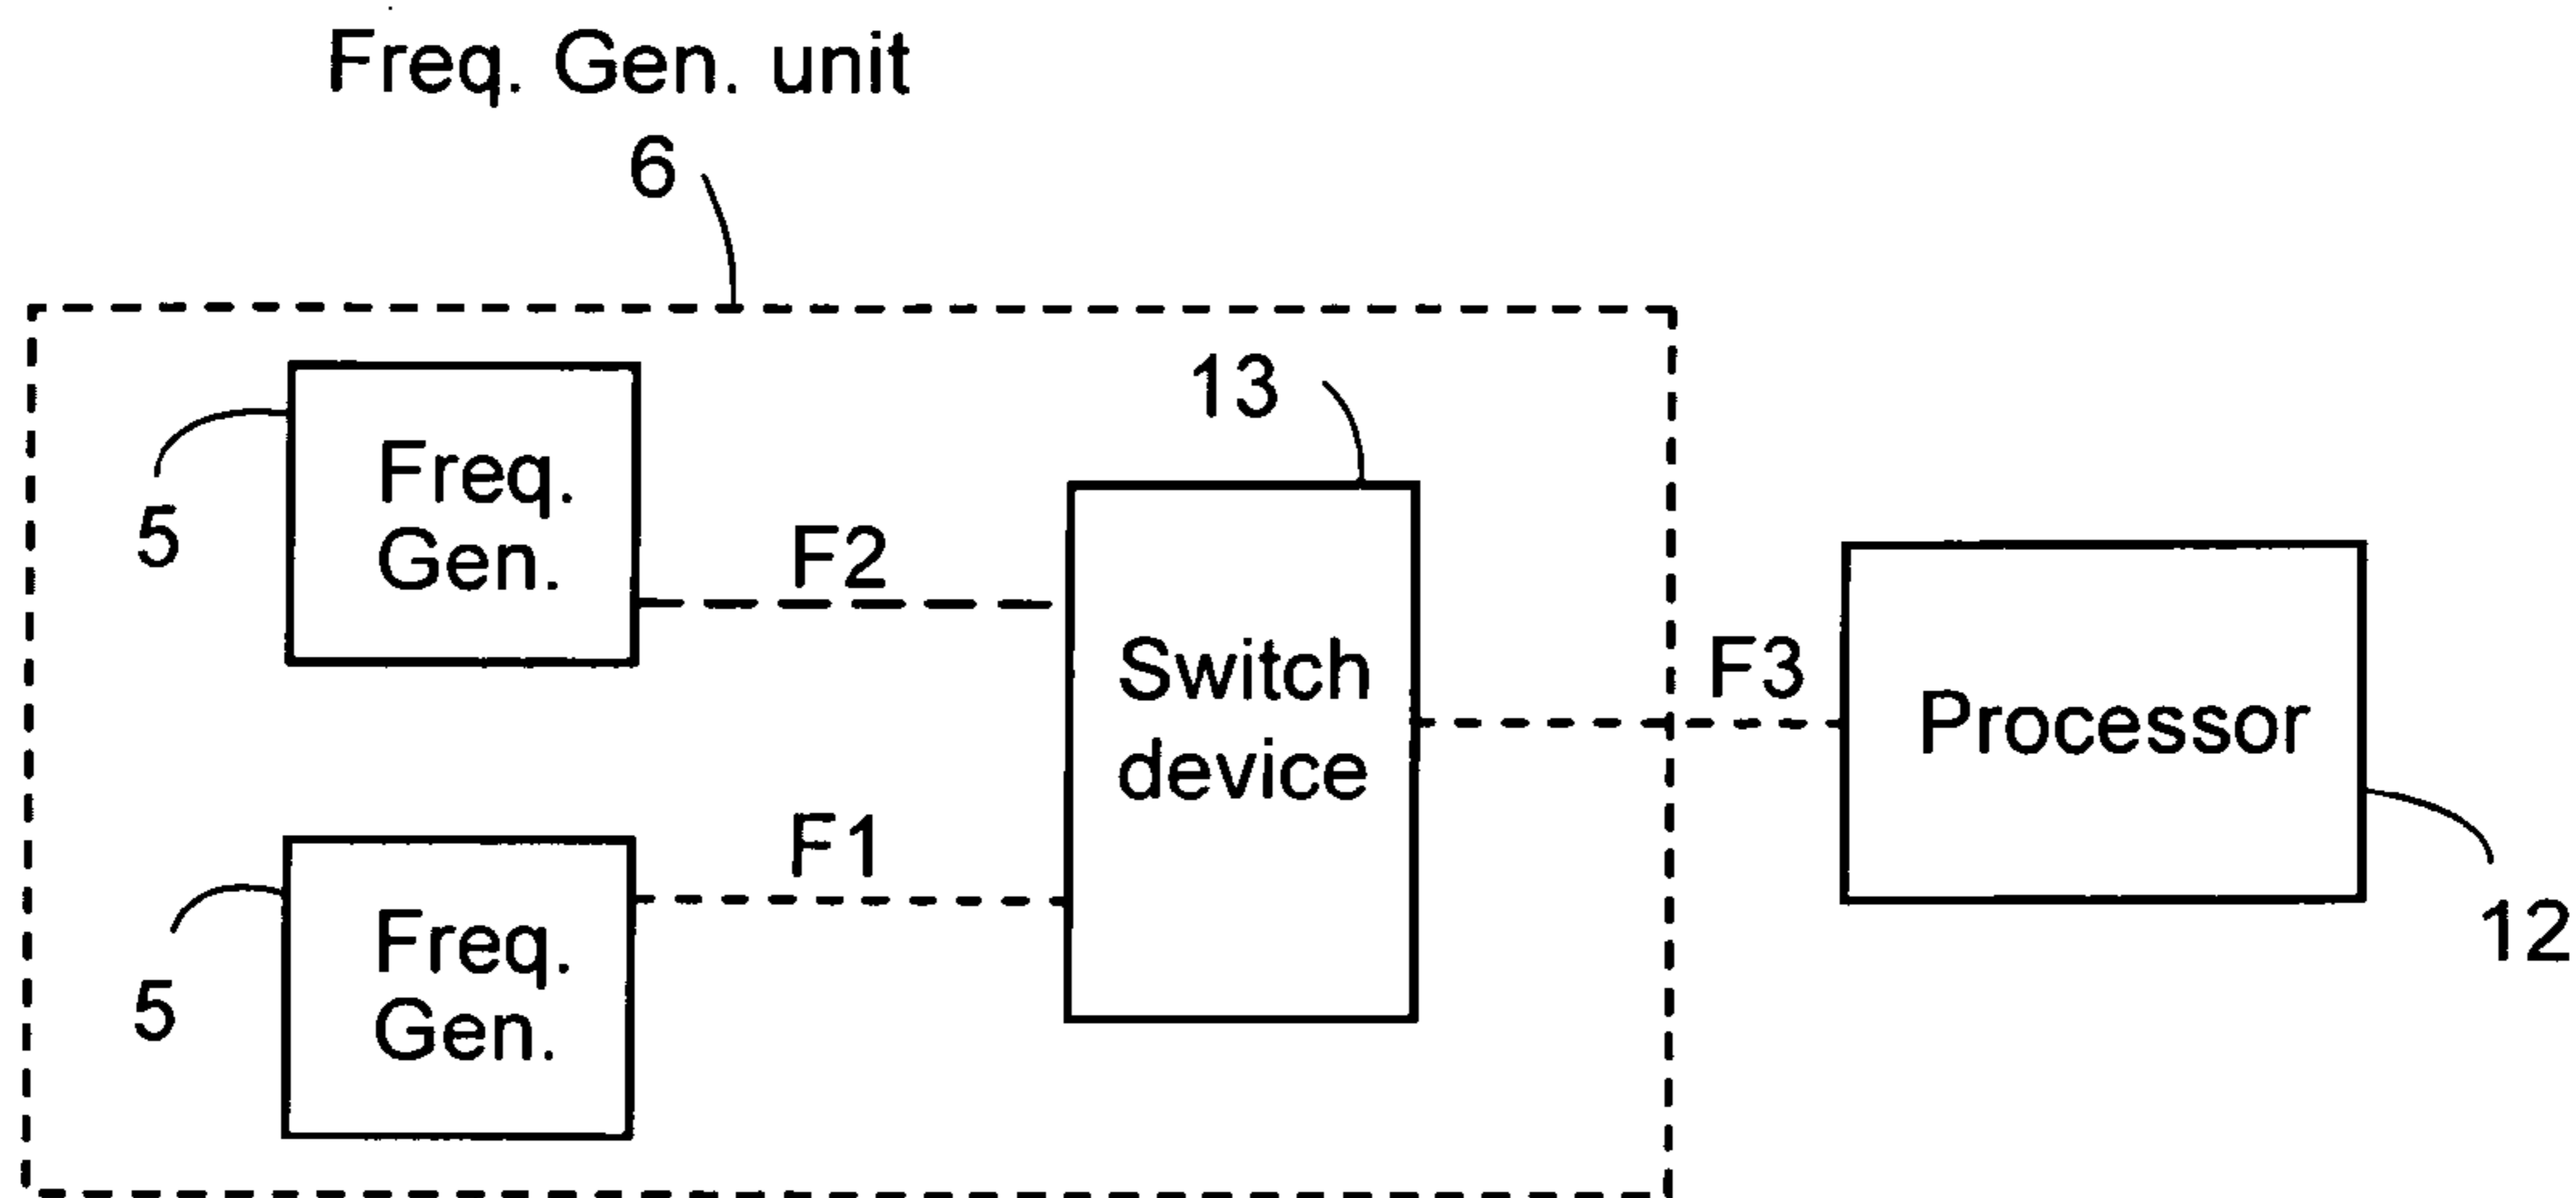 Freq. Gen. unit
6
13
5
Freq.
Gen.
F2
Switch
device
F3
Processor
12
F1
5
Freq.
Gen.